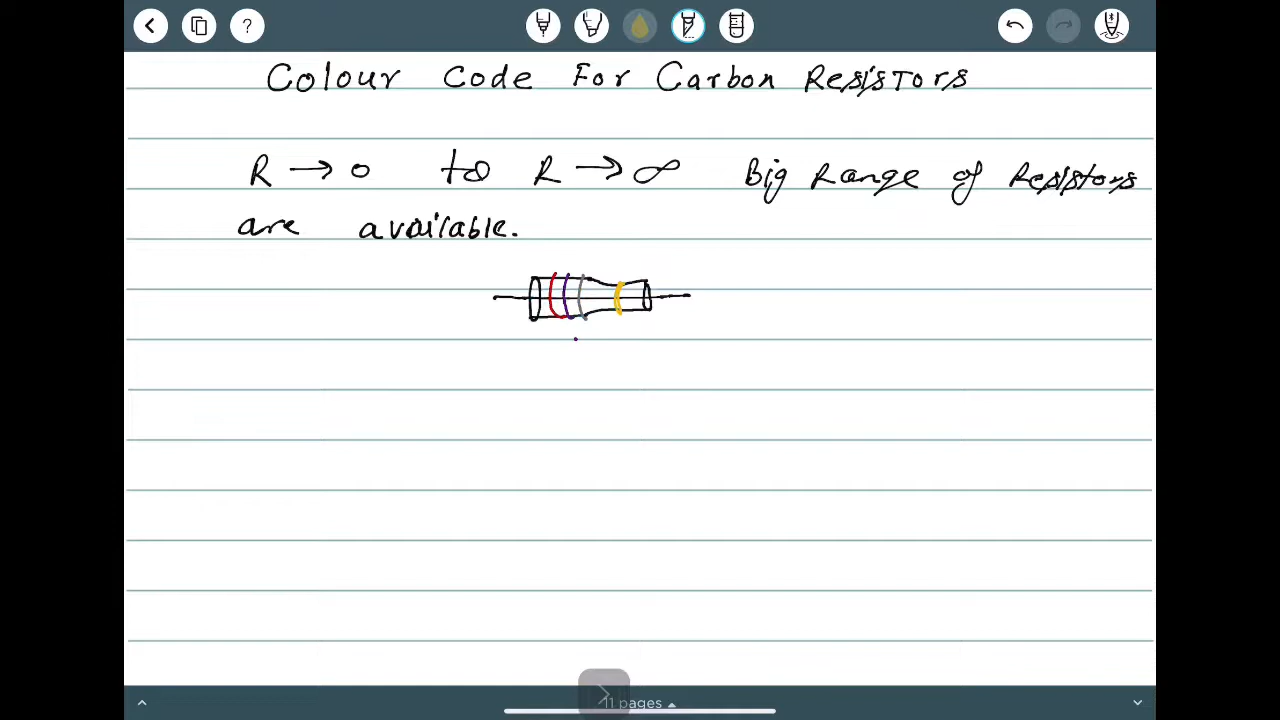 Colour Code For Carbon Resistors
R → 0 to R → ∞ Big Range of Resistors
are available.
11 pages